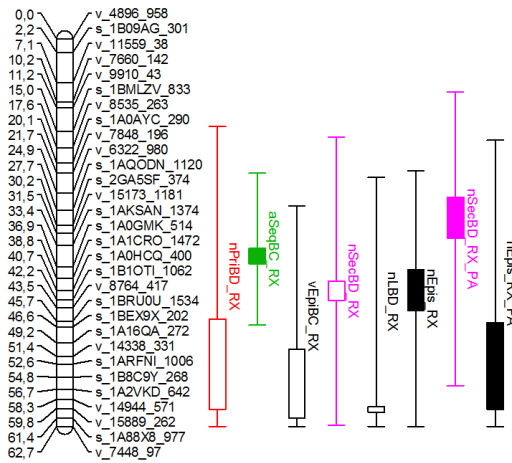 0,0 v_4896_958
2,2 s_1B09AG_301
7,1 v_11559_38
10,2 v_7660_142
11,2 v_9910_43
15,0 s_1BMLZV_833
17,6 v_8535_263
20,1 s_1A0AYC_290
21,7 v_7848_196
24,9 v_6322_980
27,7 s_1AQODN_1120
30,2 s_2GA5SF_374
31,5 v_15173_1181
33,4 s_1AKSAN_1374
36,9 s_1A0GMK_514
38,8 s_1A1CRO_1472
40,7 s_1A0HCQ_400
42,2 s_1B1OTI_1062
43,5 v_8764_417
45,7 s_1BRU0U_1534
46,6 s_1BEX9X_202
49,2 s_1A16QA_272
51,4 v_14338_331
52,6 s_1ARFNI_1006
54,8 s_1B8C9Y_268
56,7 s_1A2VKD_642
58,3 v_14944_571
59,8 v_15889_262
61,4 s_1A88X8_977
62,7 v_7448_97
nPriBD_RX
aSeqBC_RX
vEpiBC_RX
nSecBD_RX
nLBD_RX
nEpis_RX
nSecBD_RX_PA
nEpis_RX_PA